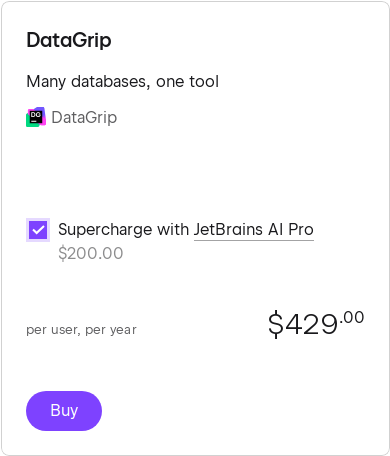 DataGrip
Many databases, one tool
DG DataGrip
Supercharge with JetBrains AI Pro
$200.00
per user, per year $429.00
Buy